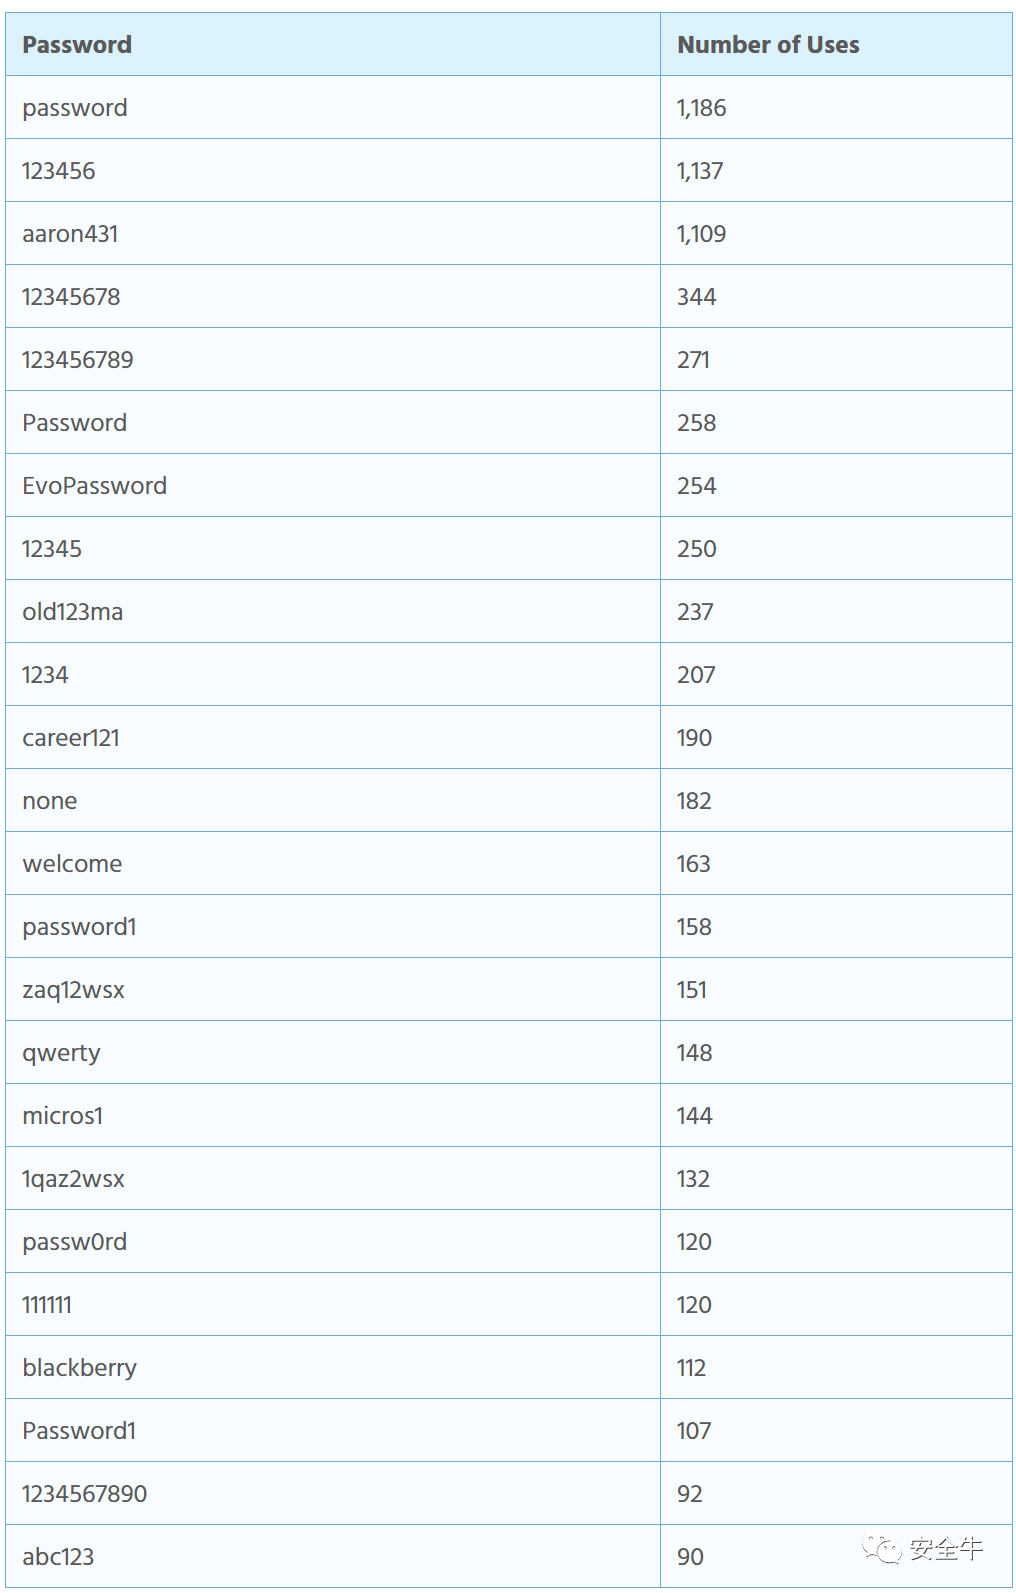 Password Number of Uses
password 1,186
123456 1,137
aaron431 1,109
12345678 344
123456789 271
Password 258
EvoPassword 254
12345 250
old123ma 237
1234 207
career121 190
none 182
welcome 163
password1 158
zaq12wsx 151
qwerty 148
micros1 144
1qaz2wsx 132
passw0rd 120
111111 120
blackberry 112
Password1 107
1234567890 92
abc123 90
安全牛